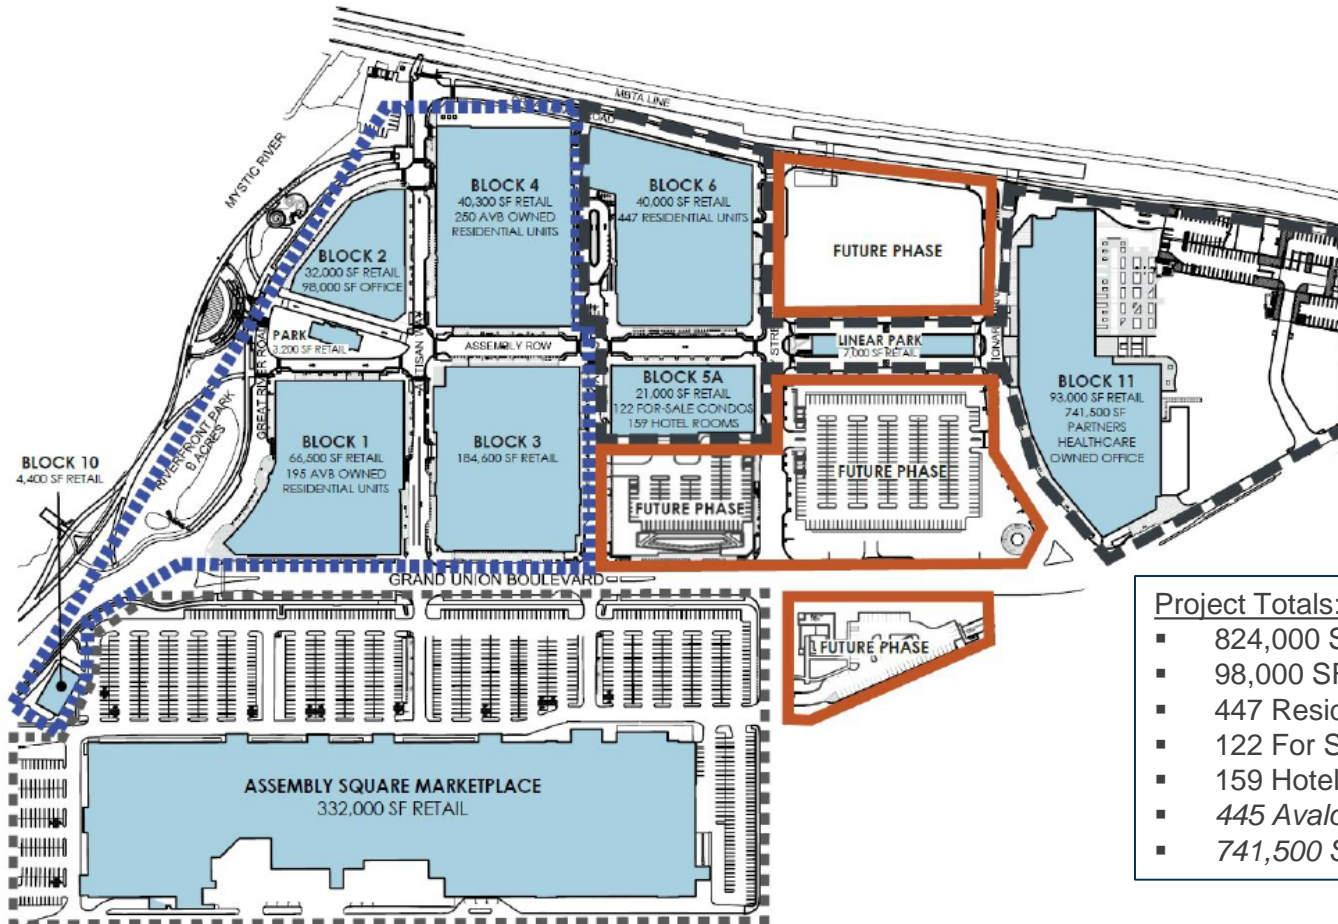 MBTA LINE
ROAD
MYSTIC RIVER
BLOCK 4
40,300 SF RETAIL
250 AVB OWNED
RESIDENTIAL UNITS
BLOCK 6
40,000 SF RETAIL
447 RESIDENTIAL UNITS
FUTURE PHASE
BLOCK 2
32,000 SF RETAIL
98,000 SF OFFICE
PARK
3,200 SF RETAIL
ASSEMBLY ROW
LINEAR PARK
7,000 SF RETAIL
BLOCK 5A
21,000 SF RETAIL
122 FOR-SALE CONDOS
159 HOTEL ROOMS
BLOCK 11
93,000 SF RETAIL
741,500 SF
PARTNERS
HEALTHCARE
OWNED OFFICE
GREAT RIVER ROAD
RIVERFRONT PARK
6 ACRES
BLOCK 1
66,500 SF RETAIL
195 AVB OWNED
RESIDENTIAL UNITS
BLOCK 3
184,600 SF RETAIL
FUTURE PHASE
FUTURE PHASE
BLOCK 10
4,400 SF RETAIL
GRAND UNION BOULEVARD
FUTURE PHASE
ASSEMBLY SQUARE MARKETPLACE
332,000 SF RETAIL
Project Totals:
▪ 824,000 S
▪ 98,000 SF
▪ 447 Resid
▪ 122 For S
▪ 159 Hotel
▪ 445 Avalo
▪ 741,500 S